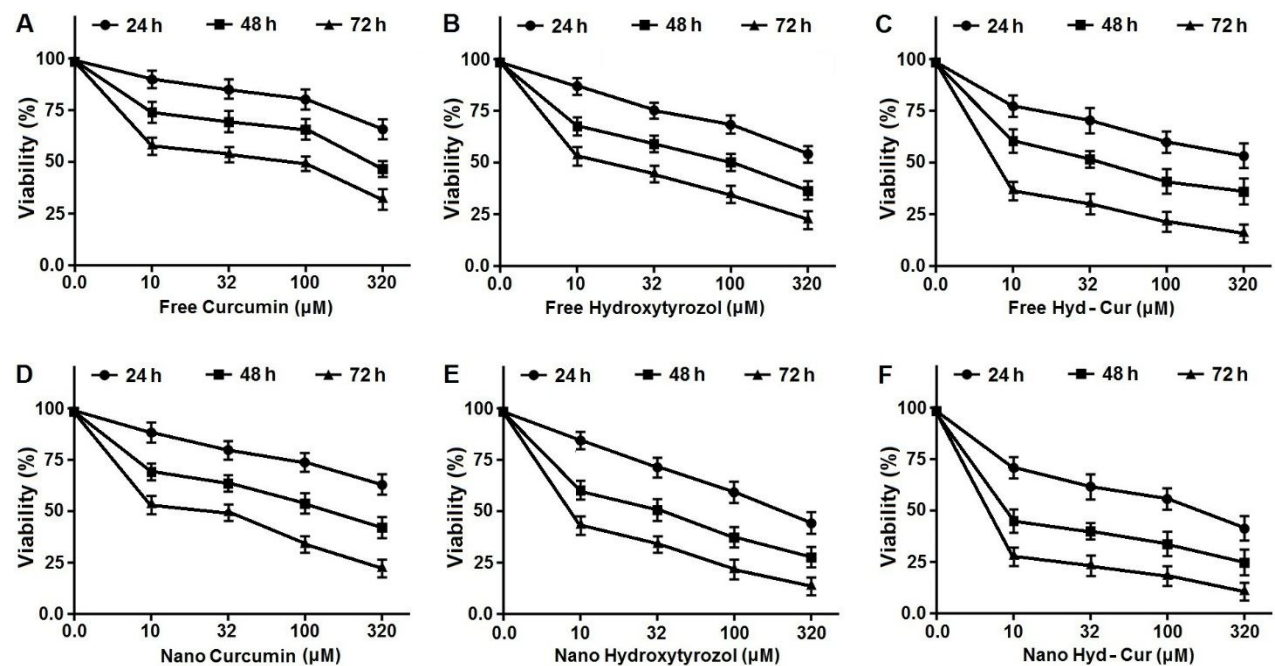 A 24 h 48 h 72 h
Viability (%)
100
75
50
25
0.0
0.0 10 32 100 320
Free Curcumin (µM)
B 24 h 48 h 72 h
Viability (%)
100
75
50
25
0.0
0.0 10 32 100 320
Free Hydroxytyrozol (µM)
C 24 h 48 h 72 h
Viability (%)
100
75
50
25
0.0
0.0 10 32 100 320
Free Hyd-Cur (µM)
D 24 h 48 h 72 h
Viability (%)
100
75
50
25
0.0
0.0 10 32 100 320
Nano Curcumin (µM)
E 24 h 48 h 72 h
Viability (%)
100
75
50
25
0.0
0.0 10 32 100 320
Nano Hydroxytyrozol (µM)
F 24 h 48 h 72 h
Viability (%)
100
75
50
25
0.0
0.0 10 32 100 320
Nano Hyd-Cur (µM)